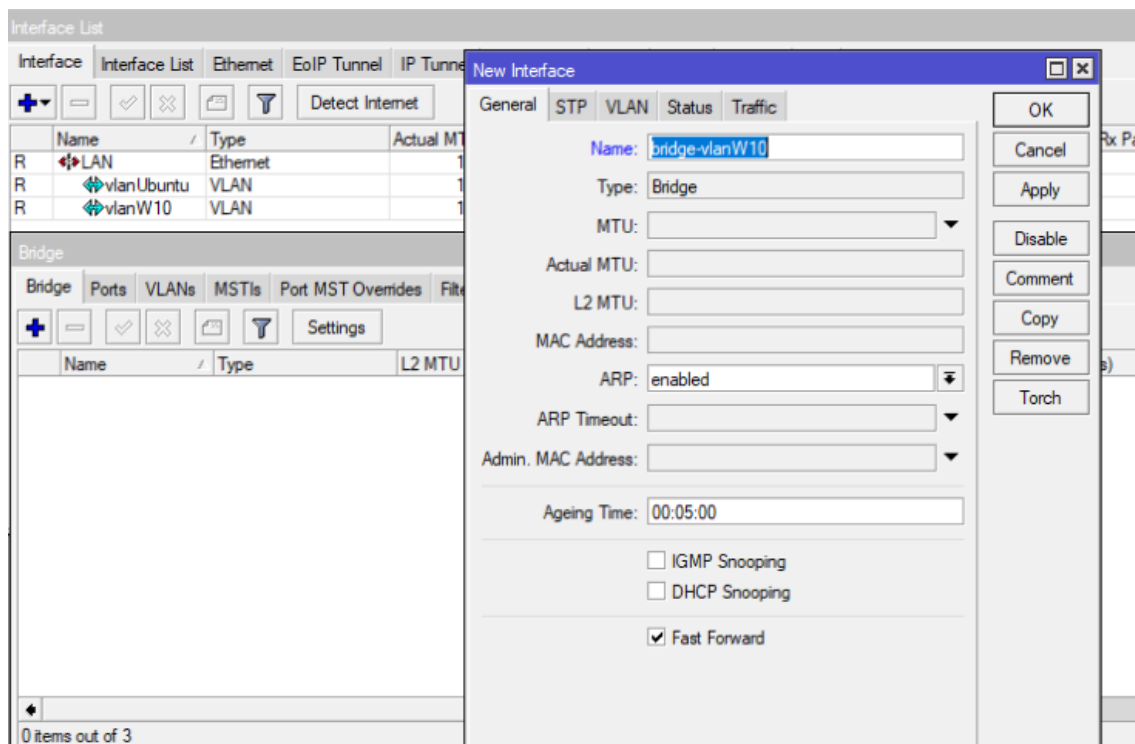 Interface List
Interface Interface List Ethernet EoIP Tunnel IP Tunne
Detect Internet
Name / Type Actual MT
R LAN Ethernet 1
R vlanUbuntu VLAN 1
R vlanW10 VLAN 1
Bridge
Bridge Ports VLANs MSTIs Port MST Overrides Filte
Settings
Name / Type L2 MTU
0 items out of 3
New Interface
General STP VLAN Status Traffic
Name: bridge-vlanW10
Type: Bridge
MTU:
Actual MTU:
L2 MTU:
MAC Address:
ARP: enabled
ARP Timeout:
Admin. MAC Address:
Ageing Time: 00:05:00
IGMP Snooping
DHCP Snooping
Fast Forward
OK
Cancel
Apply
Disable
Comment
Copy
Remove
Torch
Rx Pa
s)